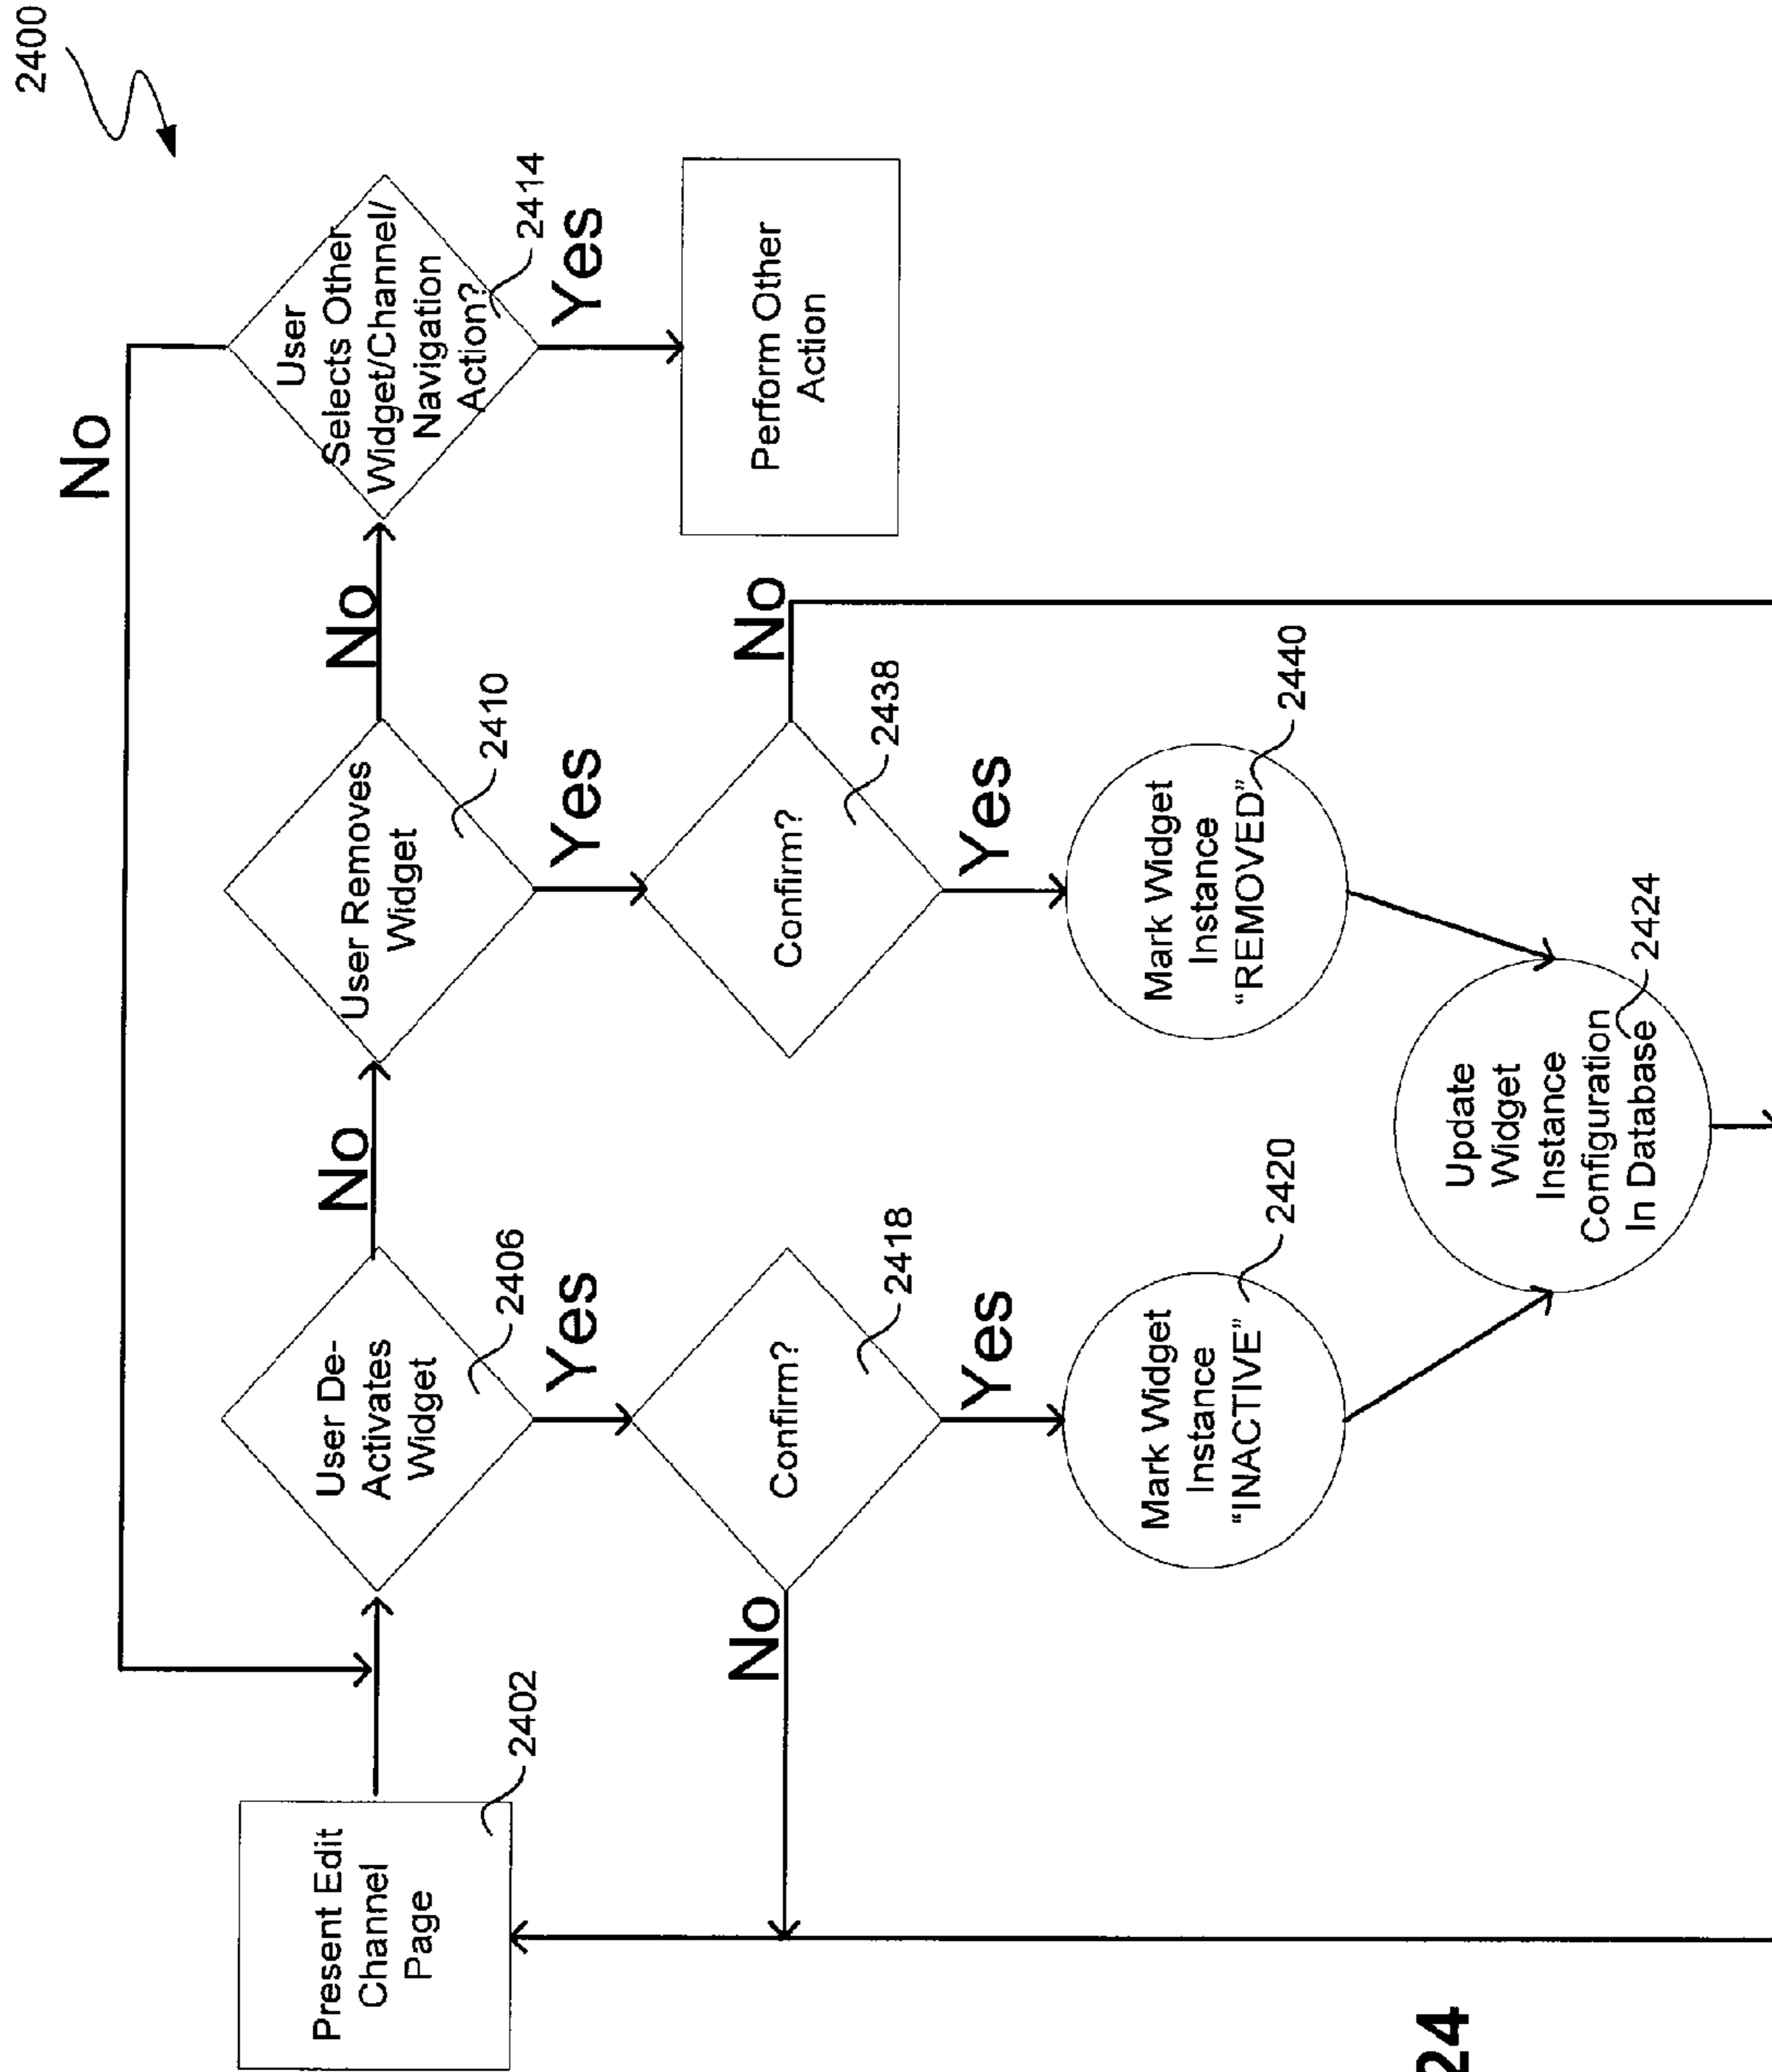 2400
No
Present Edit
Channel
Page
2402
User De-
Activates
Widget
2406
No
User Removes
Widget
2410
No
User
Selects Other
Widget/Channel/
Navigation
Action?
2414
Yes
Yes
Yes
No
Confirm?
2418
Confirm?
2438
No
Perform Other
Action
Yes
Yes
Mark Widget
Instance
“INACTIVE”
2420
Mark Widget
Instance
“REMOVED”
2440
Update
Widget
Instance
Configuration
In Database
2424
24